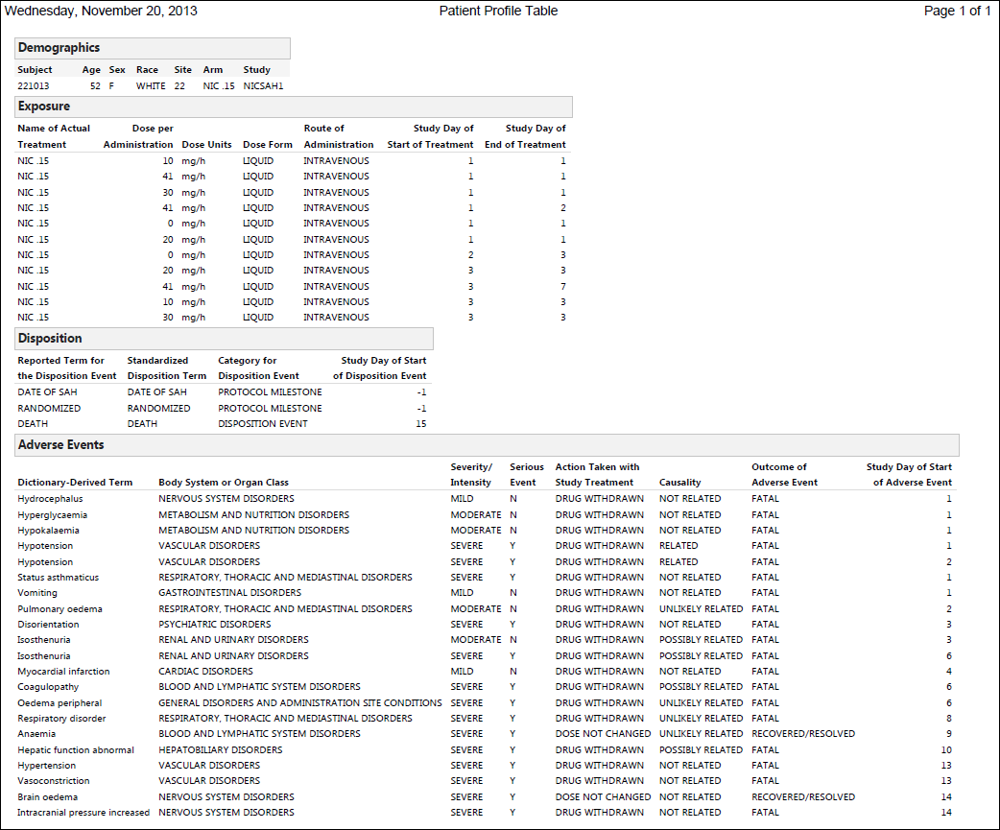 Wednesday, November 20, 2013 Patient Profile Table Page 1 of 1
Demographics
Subject Age Sex Race Site Arm Study
221013 52 F WHITE 22 NIC .15 NICSAH1
Exposure
Name of Actual Dose per Route of Study Day of Study Day of
Treatment Administration Dose Units Dose Form Administration Start of Treatment End of Treatment
NIC .15 10 mg/h LIQUID INTRAVENOUS 1 1
NIC .15 41 mg/h LIQUID INTRAVENOUS 1 1
NIC .15 30 mg/h LIQUID INTRAVENOUS 1 1
NIC .15 41 mg/h LIQUID INTRAVENOUS 1 2
NIC .15 0 mg/h LIQUID INTRAVENOUS 1 1
NIC .15 20 mg/h LIQUID INTRAVENOUS 1 1
NIC .15 0 mg/h LIQUID INTRAVENOUS 2 3
NIC .15 20 mg/h LIQUID INTRAVENOUS 3 3
NIC .15 41 mg/h LIQUID INTRAVENOUS 3 7
NIC .15 10 mg/h LIQUID INTRAVENOUS 3 3
NIC .15 30 mg/h LIQUID INTRAVENOUS 3 3
Disposition
Reported Term for Standardized Category for Study Day of Start
the Disposition Event Disposition Term Disposition Event of Disposition Event
DATE OF SAH DATE OF SAH PROTOCOL MILESTONE -1
RANDOMIZED RANDOMIZED PROTOCOL MILESTONE -1
DEATH DEATH DISPOSITION EVENT 15
Adverse Events
Severity/ Serious Action Taken with Outcome of Study Day of Start
Dictionary-Derived Term Body System or Organ Class Intensity Event Study Treatment Causality Adverse Event of Adverse Event
Hydrocephalus NERVOUS SYSTEM DISORDERS MILD N DRUG WITHDRAWN NOT RELATED FATAL 1
Hyperglycaemia METABOLISM AND NUTRITION DISORDERS MODERATE N DRUG WITHDRAWN NOT RELATED FATAL 1
Hypokalaemia METABOLISM AND NUTRITION DISORDERS MODERATE N DRUG WITHDRAWN NOT RELATED FATAL 1
Hypotension VASCULAR DISORDERS SEVERE Y DRUG WITHDRAWN RELATED FATAL 1
Hypotension VASCULAR DISORDERS SEVERE Y DRUG WITHDRAWN RELATED FATAL 2
Status asthmaticus RESPIRATORY, THORACIC AND MEDIASTINAL DISORDERS SEVERE Y DRUG WITHDRAWN NOT RELATED FATAL 1
Vomiting GASTROINTESTINAL DISORDERS MILD N DRUG WITHDRAWN NOT RELATED FATAL 1
Pulmonary oedema RESPIRATORY, THORACIC AND MEDIASTINAL DISORDERS MODERATE N DRUG WITHDRAWN UNLIKELY RELATED FATAL 2
Disorientation PSYCHIATRIC DISORDERS SEVERE Y DRUG WITHDRAWN NOT RELATED FATAL 3
Isosthenuria RENAL AND URINARY DISORDERS MODERATE N DRUG WITHDRAWN POSSIBLY RELATED FATAL 3
Isosthenuria RENAL AND URINARY DISORDERS SEVERE Y DRUG WITHDRAWN POSSIBLY RELATED FATAL 6
Myocardial infarction CARDIAC DISORDERS MILD N DRUG WITHDRAWN NOT RELATED FATAL 4
Coagulopathy BLOOD AND LYMPHATIC SYSTEM DISORDERS SEVERE Y DRUG WITHDRAWN POSSIBLY RELATED FATAL 6
Oedema peripheral GENERAL DISORDERS AND ADMINISTRATION SITE CONDITIONS SEVERE Y DRUG WITHDRAWN UNLIKELY RELATED FATAL 6
Respiratory disorder RESPIRATORY, THORACIC AND MEDIASTINAL DISORDERS SEVERE Y DRUG WITHDRAWN UNLIKELY RELATED FATAL 8
Anaemia BLOOD AND LYMPHATIC SYSTEM DISORDERS SEVERE Y DOSE NOT CHANGED UNLIKELY RELATED RECOVERED/RESOLVED 9
Hepatic function abnormal HEPATOBILIARY DISORDERS SEVERE Y DRUG WITHDRAWN POSSIBLY RELATED FATAL 10
Hypertension VASCULAR DISORDERS SEVERE Y DRUG WITHDRAWN NOT RELATED FATAL 13
Vasoconstriction VASCULAR DISORDERS SEVERE Y DRUG WITHDRAWN NOT RELATED FATAL 13
Brain oedema NERVOUS SYSTEM DISORDERS SEVERE Y DOSE NOT CHANGED NOT RELATED RECOVERED/RESOLVED 14
Intracranial pressure increased NERVOUS SYSTEM DISORDERS SEVERE Y DRUG WITHDRAWN NOT RELATED FATAL 14